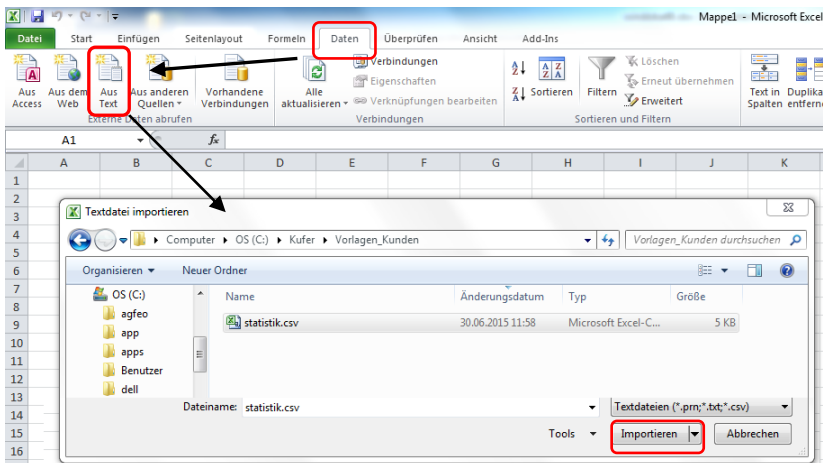 Mappe1 - Microsoft Excel
Datei Start Einfügen Seitenlayout Formeln Daten Überprüfen Ansicht Add-Ins
Aus Access
Aus dem Web
Aus Text
Aus anderen Quellen
Vorhandene Verbindungen
Externe Daten abrufen
Alle aktualisieren
Verbindungen
Eigenschaften
Verknüpfungen bearbeiten
Verbindungen
Sortieren
Filtern
Löschen
Erneut übernehmen
Erweitert
Sortieren und Filtern
Text in Spalten
A1 fx
A B C D E F G H I J K
1
2
3
4
5
6
7
8
9
10
11
12
13
14
15
16
Textdatei importieren
Computer OS (C:) Kufer Vorlagen_Kunden
Vorlagen_Kunden durchsuchen
Organisieren Neuer Ordner
OS (C:)
agfeo
app
apps
Benutzer
dell
Name Änderungsdatum Typ Größe
statistik.csv 30.06.2015 11:58 Microsoft Excel-C... 5 KB
Dateiname: statistik.csv Textdateien (*.prn;*.txt;*.csv)
Tools Importieren Abbrechen